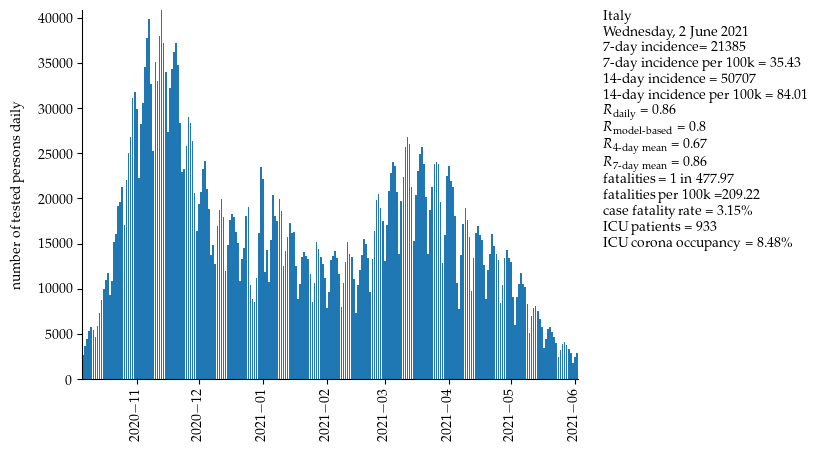 Italy
Wednesday, 2 June 2021
7-day incidence= 21385
7-day incidence per 100k = 35.43
14-day incidence = 50707
14-day incidence per 100k = 84.01
R_daily = 0.86
R_model-based = 0.8
R_4-day mean = 0.67
R_7-day mean = 0.86
fatalities = 1 in 477.97
fatalities per 100k =209.22
case fatality rate = 3.15%
ICU patients = 933
ICU corona occupancy = 8.48%
number of tested persons daily
40000
35000
30000
25000
20000
15000
10000
5000
0
2020−11
2020−12
2021−01
2021−02
2021−03
2021−04
2021−05
2021−06